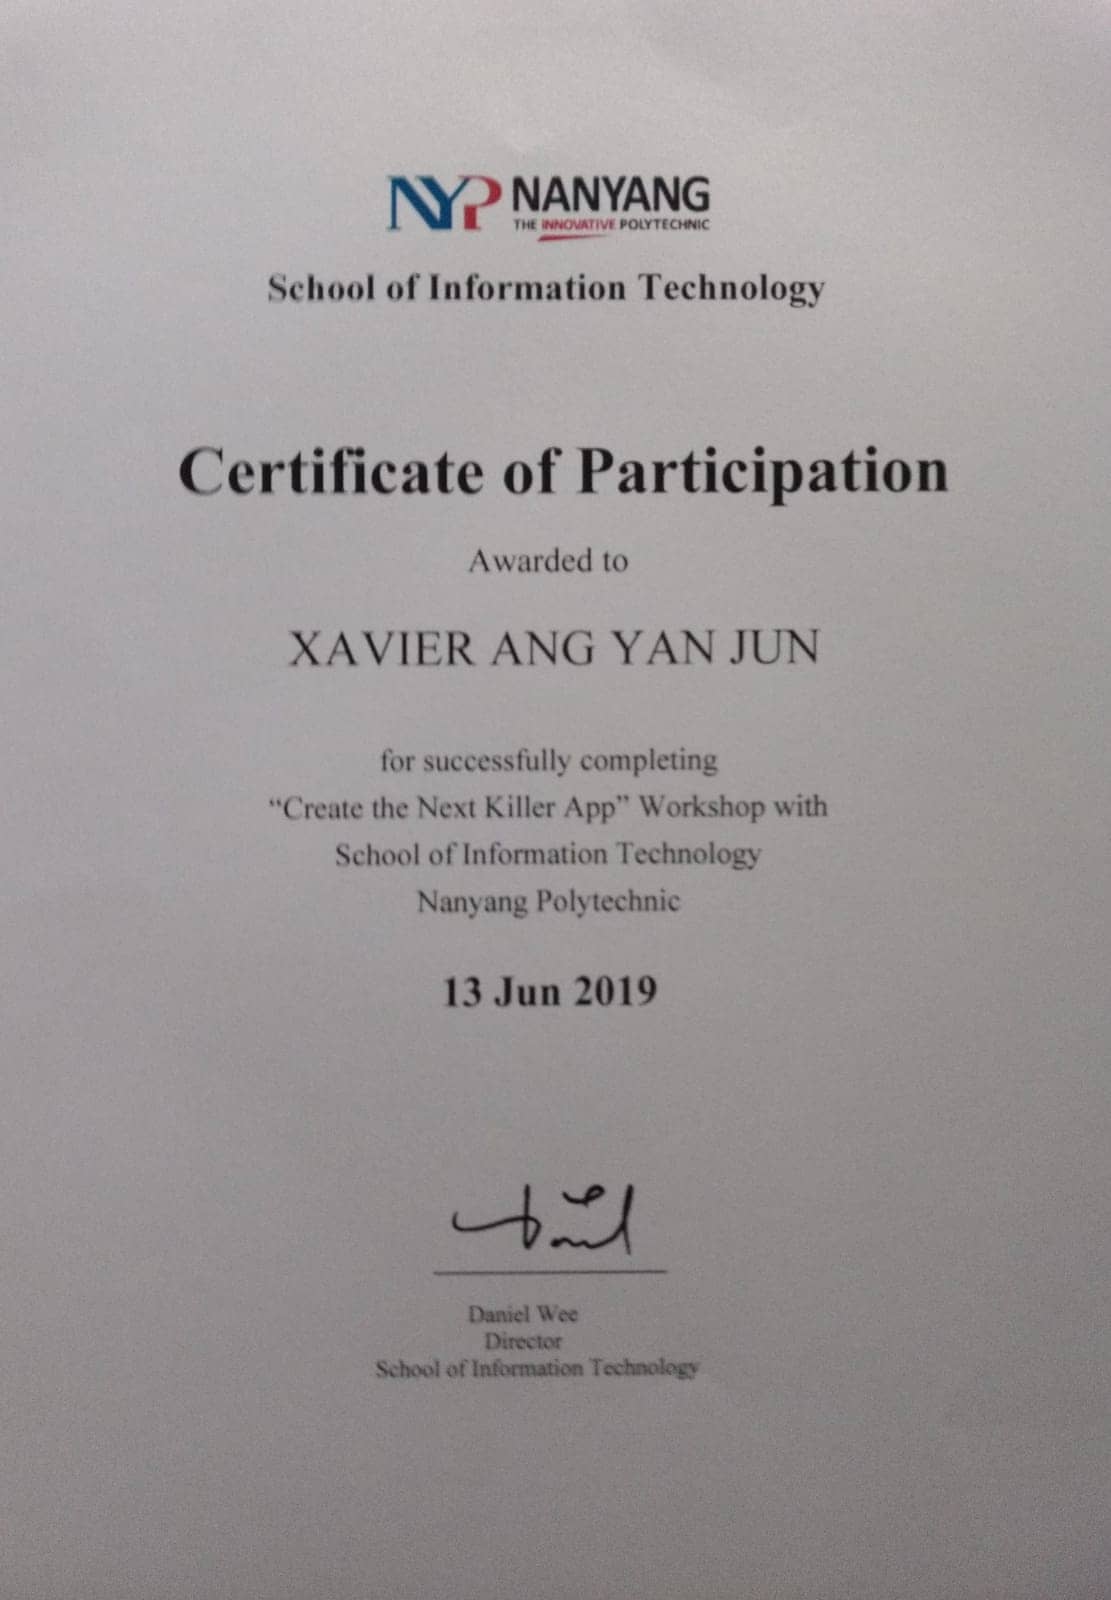 NYP NANYANG
THE INNOVATIVE POLYTECHNIC
School of Information Technology
Certificate of Participation
Awarded to
XAVIER ANG YAN JUN
for successfully completing
“Create the Next Killer App” Workshop with
School of Information Technology
Nanyang Polytechnic
13 Jun 2019
Daniel Wee
Director
School of Information Technology